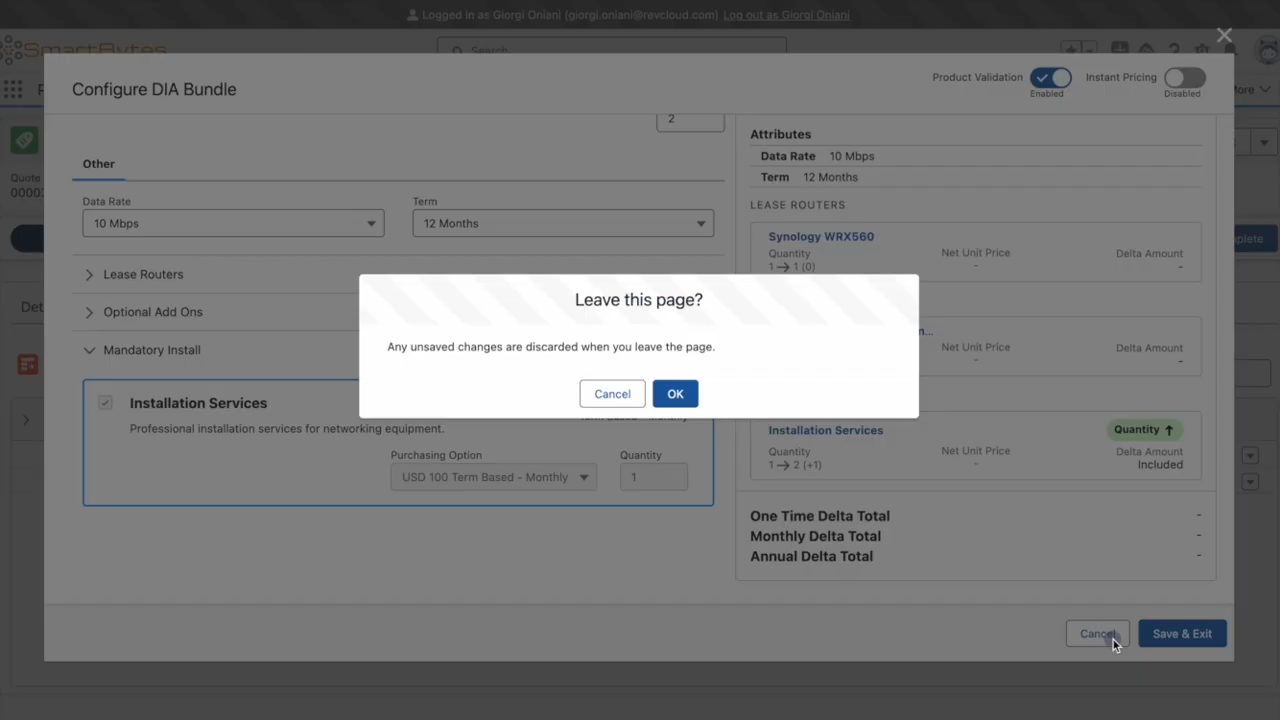 Logged in as Giorgi Oniani (giorgi.oniani@revcloud.com) Log out as Giorgi Oniani
SmartBytes
Search...
Configure DIA Bundle
Product Validation
Enabled
Instant Pricing
Disabled
More
Quote
2
Other
Data Rate
10 Mbps
Term
12 Months
Lease Routers
Optional Add Ons
Mandatory Install
Installation Services
Professional installation services for networking equipment.
Purchasing Option
USD 100 Term Based - Monthly
Quantity
1
Attributes
Data Rate 10 Mbps
Term 12 Months
LEASE ROUTERS
Synology WRX560
Quantity
1 → 1 (0)
Net Unit Price
-
Delta Amount
-
Net Unit Price
-
Delta Amount
-
Installation Services
Quantity ↑
Quantity
1 → 2 (+1)
Net Unit Price
-
Delta Amount
Included
One Time Delta Total -
Monthly Delta Total -
Annual Delta Total -
Leave this page?
Any unsaved changes are discarded when you leave the page.
Cancel
OK
Cancel
Save & Exit